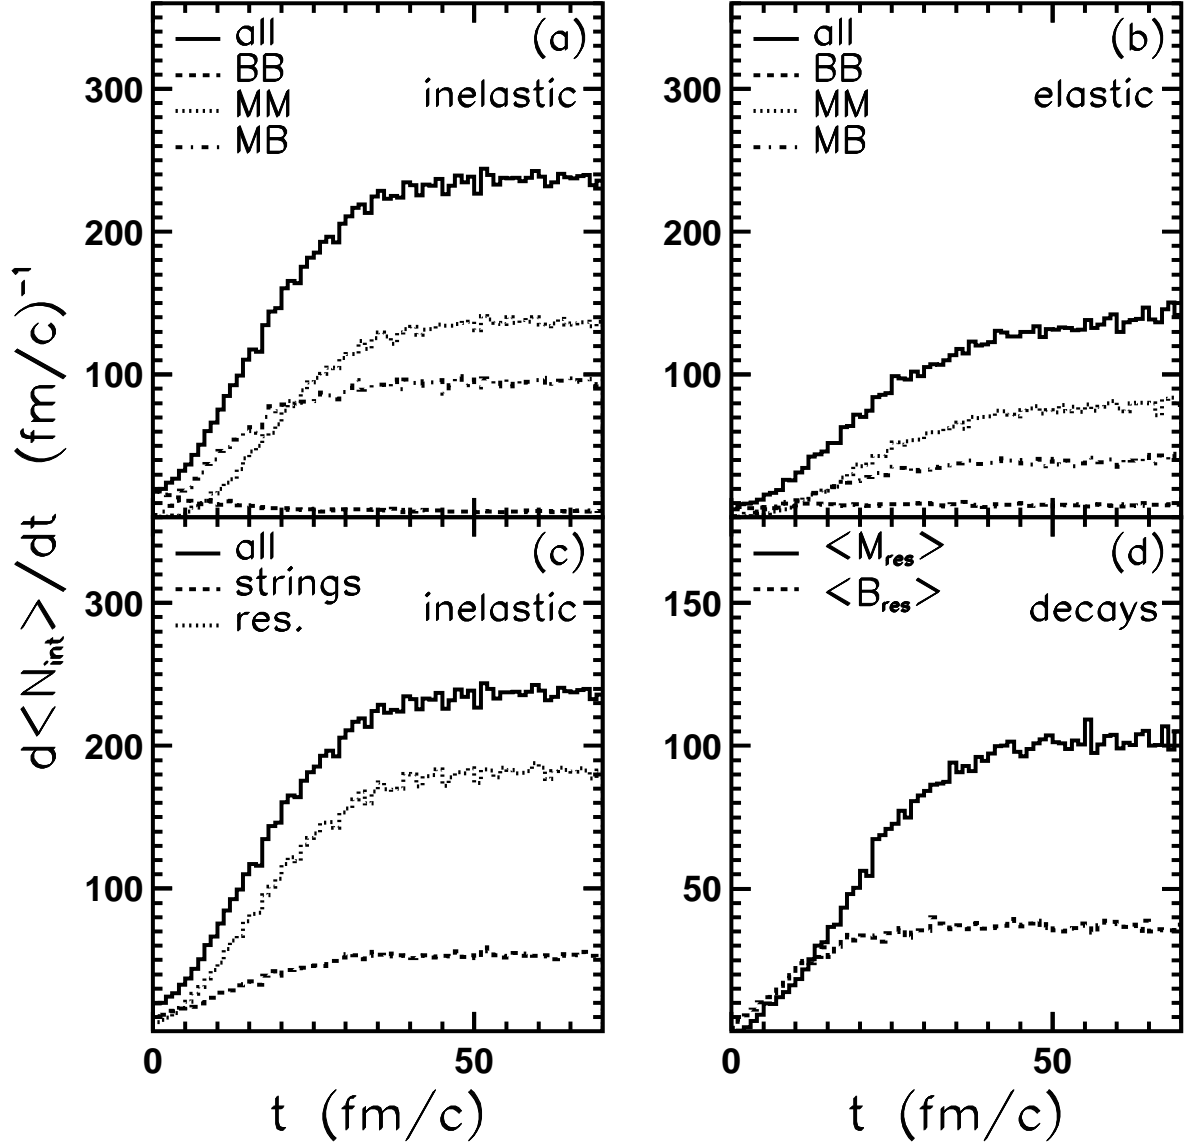 d<N_int>/dt (fm/c)^−1
all
BB
MM
MB
(a)
inelastic
300
200
100
all
BB
MM
MB
(b)
elastic
300
200
100
all
strings
res.
(c)
inelastic
300
200
100
0
50
t (fm/c)
<M_res>
<B_res>
(d)
decays
150
100
50
0
50
t (fm/c)